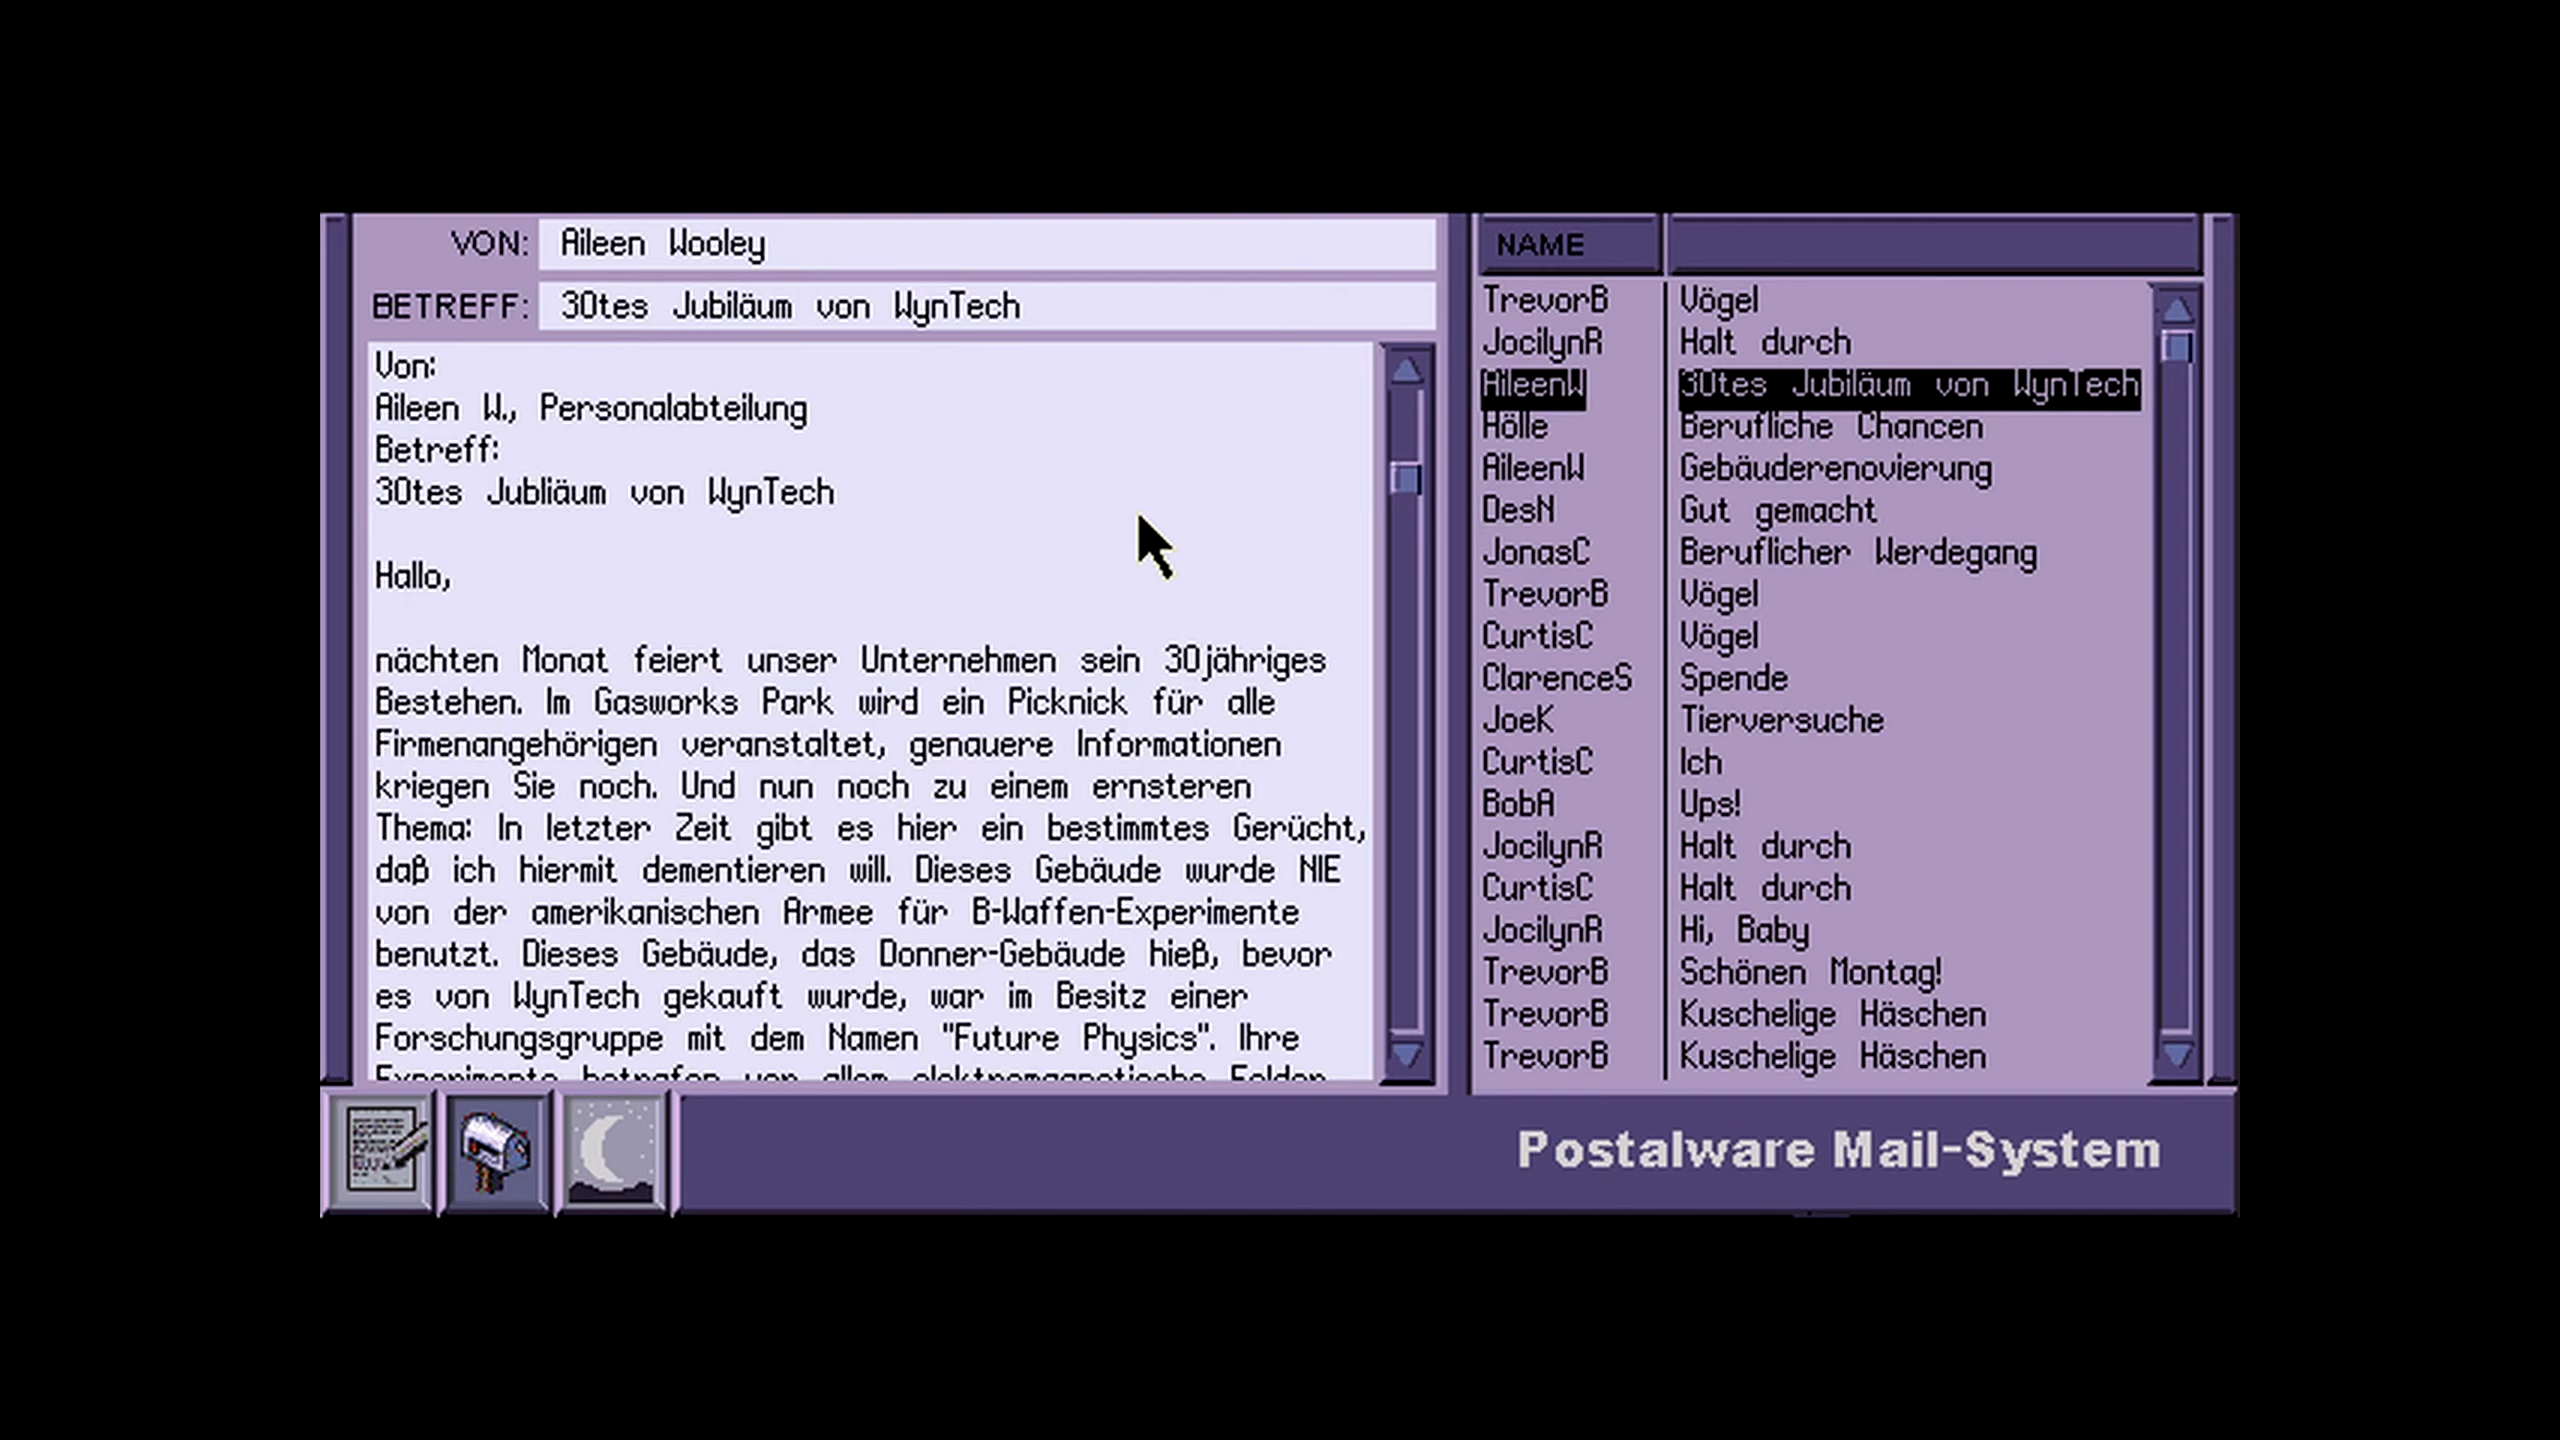 VON: Aileen Wooley
BETREFF: 30tes Jubiläum von WynTech
Von:
Aileen W., Personalabteilung
Betreff:
30tes Jubliäum von WynTech
Hallo,
nächten Monat feiert unser Unternehmen sein 30jähriges
Bestehen. Im Gasworks Park wird ein Picknick für alle
Firmenangehörigen veranstaltet, genauere Informationen
kriegen Sie noch. Und nun noch zu einem ernsteren
Thema: In letzter Zeit gibt es hier ein bestimmtes Gerücht,
daß ich hiermit dementieren will. Dieses Gebäude wurde NIE
von der amerikanischen Armee für B-Waffen-Experimente
benutzt. Dieses Gebäude, das Donner-Gebäude hieß, bevor
es von WynTech gekauft wurde, war im Besitz einer
Forschungsgruppe mit dem Namen "Future Physics". Ihre
Experimente betrafen vor allem elektromagnetische Felder
NAME
TrevorB Vögel
JocilynR Halt durch
AileenW 30tes Jubiläum von WynTech
Hölle Berufliche Chancen
AileenW Gebäuderenovierung
DesN Gut gemacht
JonasC Beruflicher Werdegang
TrevorB Vögel
CurtisC Vögel
ClarenceS Spende
JoeK Tierversuche
CurtisC Ich
BobA Ups!
JocilynR Halt durch
CurtisC Halt durch
JocilynR Hi, Baby
TrevorB Schönen Montag!
TrevorB Kuschelige Häschen
TrevorB Kuschelige Häschen
Postalware Mail-System